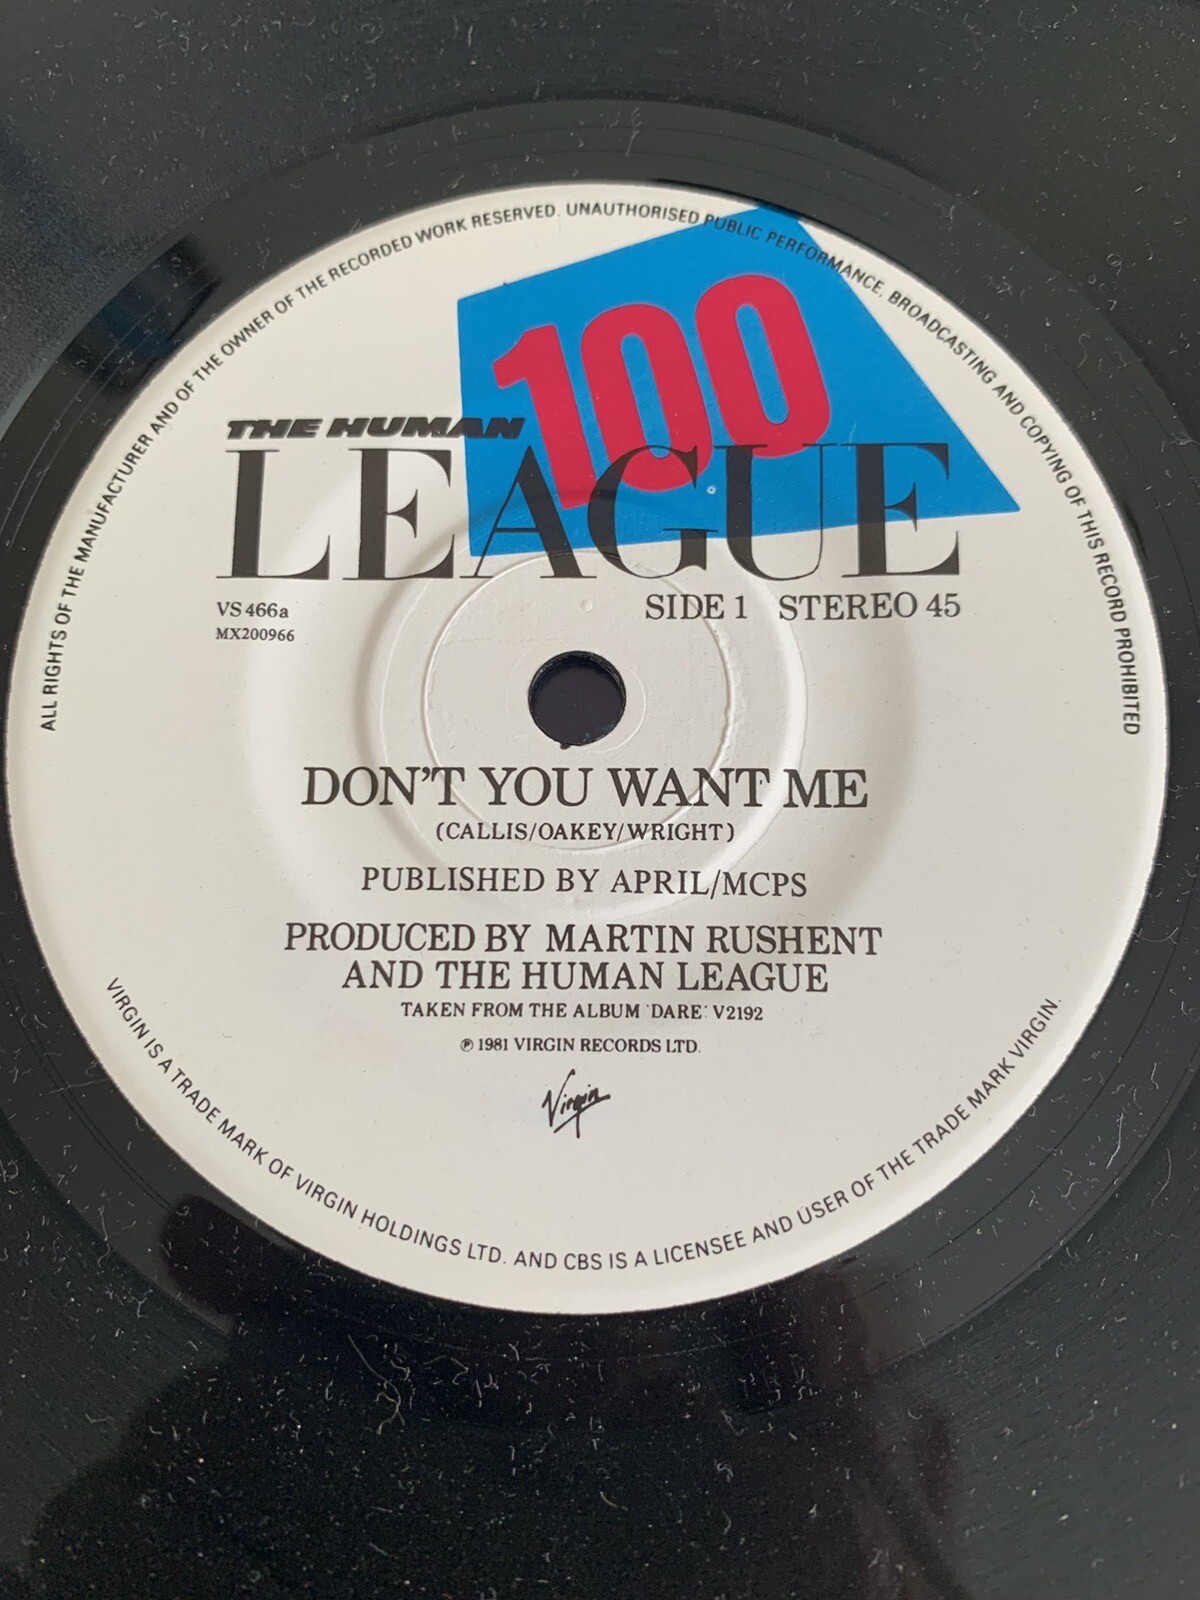 ALL RIGHTS OF THE MANUFACTURER AND OF THE OWNER OF THE RECORDED WORK RESERVED. UNAUTHORISED PUBLIC PERFORMANCE, BROADCASTING AND COPYING OF THIS RECORD PROHIBITED
100
THE HUMAN
LEAGUE
VS 466a
SIDE 1 STEREO 45
MX200966
DON'T YOU WANT ME
(CALLIS/OAKEY/WRIGHT)
PUBLISHED BY APRIL/MCPS
PRODUCED BY MARTIN RUSHENT
AND THE HUMAN LEAGUE
TAKEN FROM THE ALBUM 'DARE' V2192
℗ 1981 VIRGIN RECORDS LTD.
Virgin
VIRGIN IS A TRADE MARK OF VIRGIN HOLDINGS LTD. AND CBS IS A LICENSEE AND USER OF THE TRADE MARK VIRGIN.